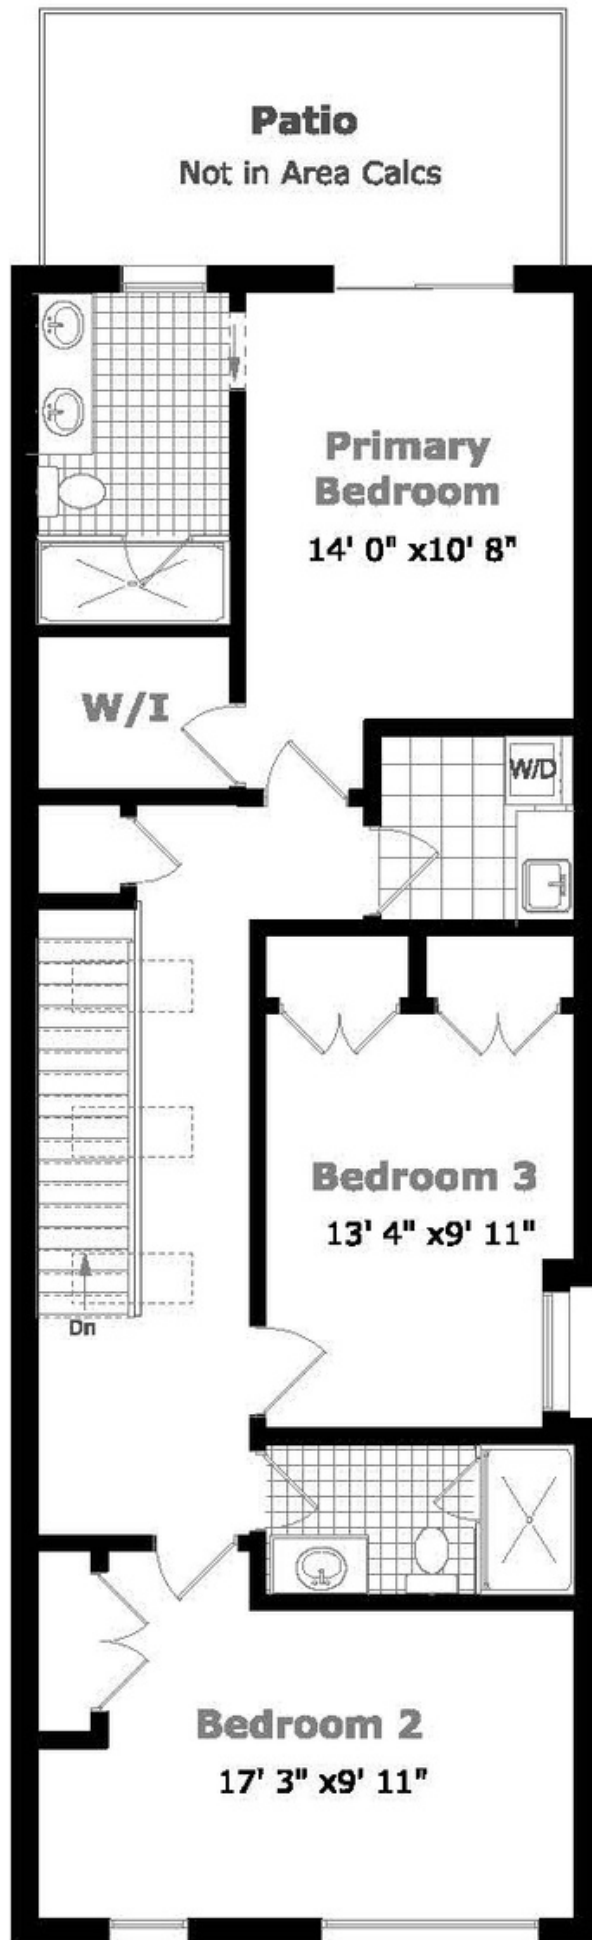 Patio
Not in Area Calcs
Primary
Bedroom
14' 0" x10' 8"
W/I
W/D
Bedroom 3
13' 4" x9' 11"
Dn
Bedroom 2
17' 3" x9' 11"